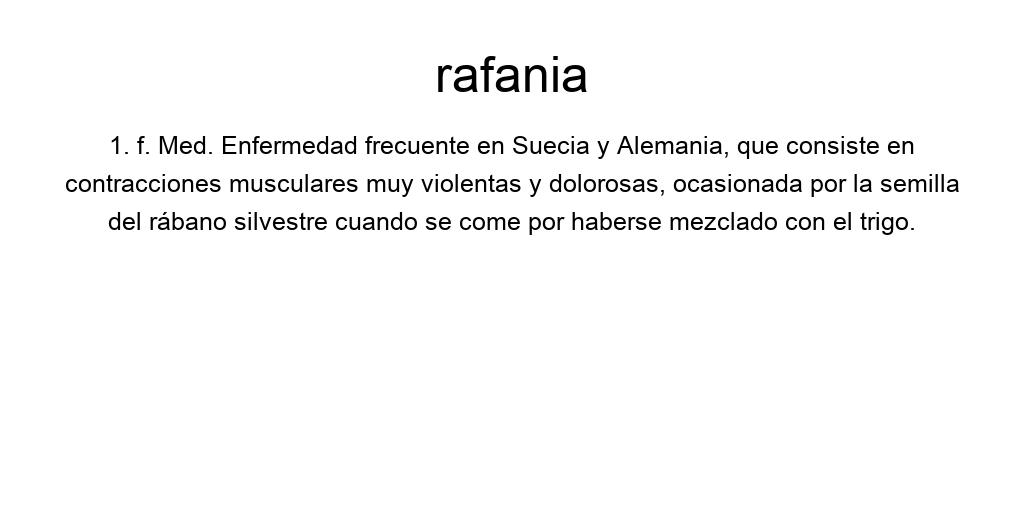 rafania
1. f. Med. Enfermedad frecuente en Suecia y Alemania, que consiste en
contracciones musculares muy violentas y dolorosas, ocasionada por la semilla
del rábano silvestre cuando se come por haberse mezclado con el trigo.